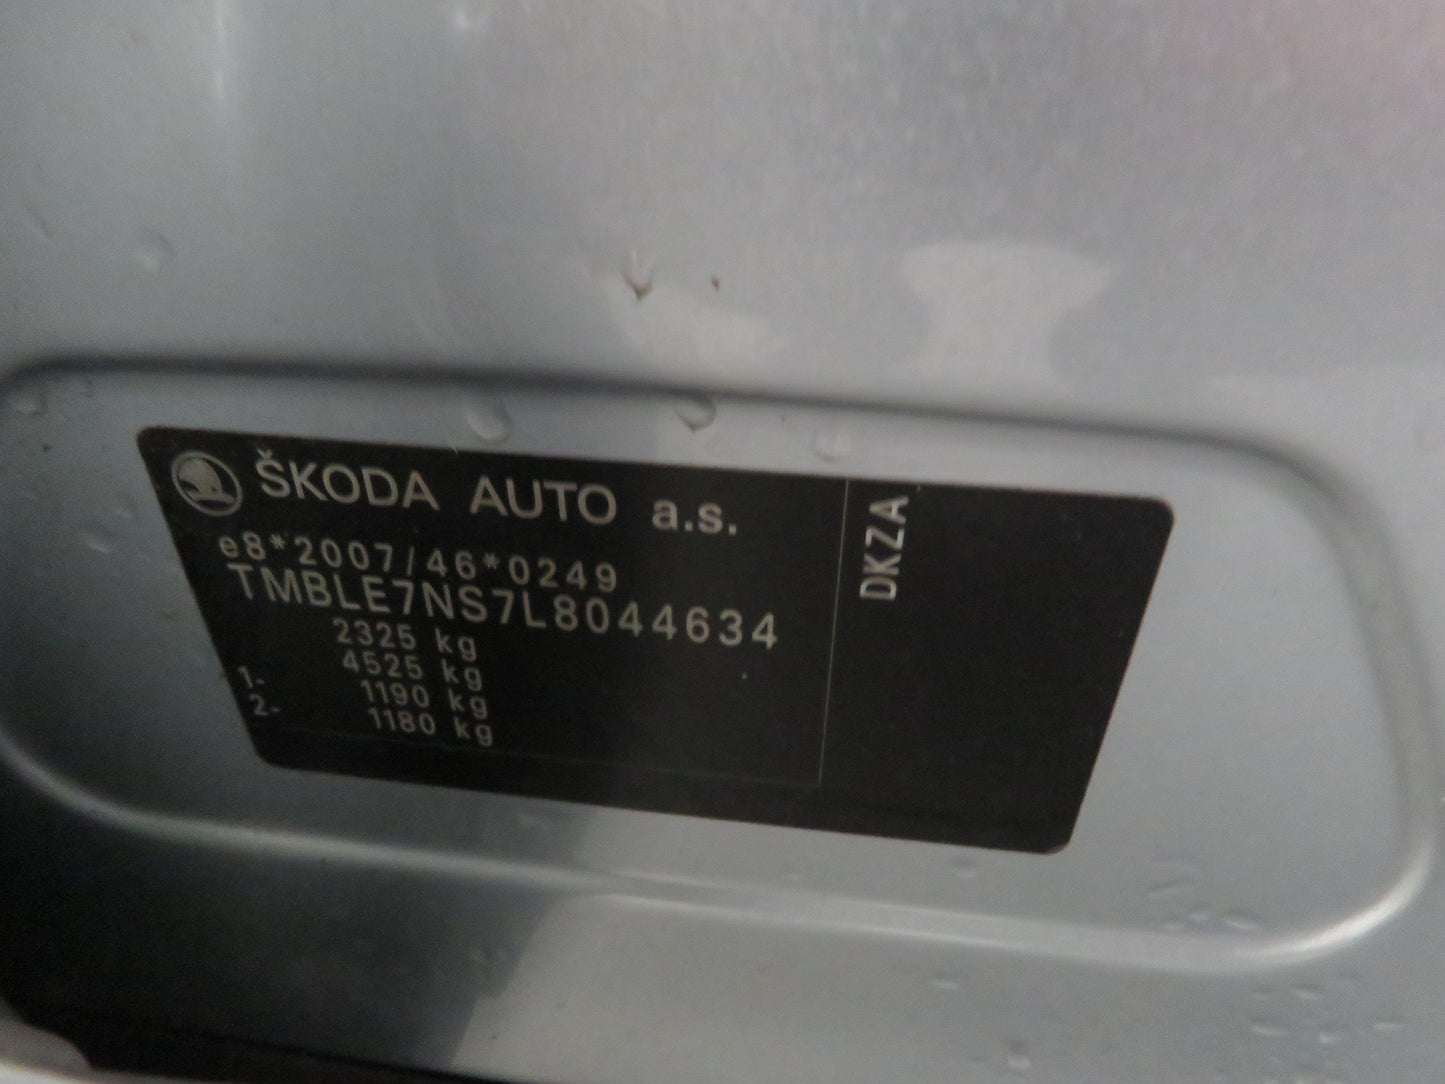 ŠKODA AUTO a.s.
e8*2007/46*0249
TMBLE7NS7L8044634
2325 kg
4525 kg
1- 1190 kg
2- 1180 kg
DKZA